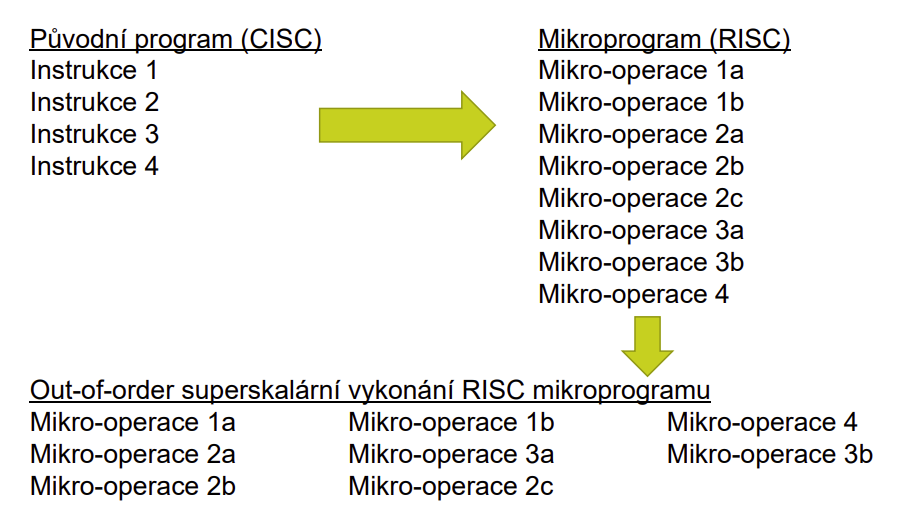 Původní program (CISC)
Instrukce 1
Instrukce 2
Instrukce 3
Instrukce 4
Mikroprogram (RISC)
Mikro-operace 1a
Mikro-operace 1b
Mikro-operace 2a
Mikro-operace 2b
Mikro-operace 2c
Mikro-operace 3a
Mikro-operace 3b
Mikro-operace 4
Out-of-order superskalární vykonání RISC mikroprogramu
Mikro-operace 1a Mikro-operace 1b Mikro-operace 4
Mikro-operace 2a Mikro-operace 3a Mikro-operace 3b
Mikro-operace 2b Mikro-operace 2c